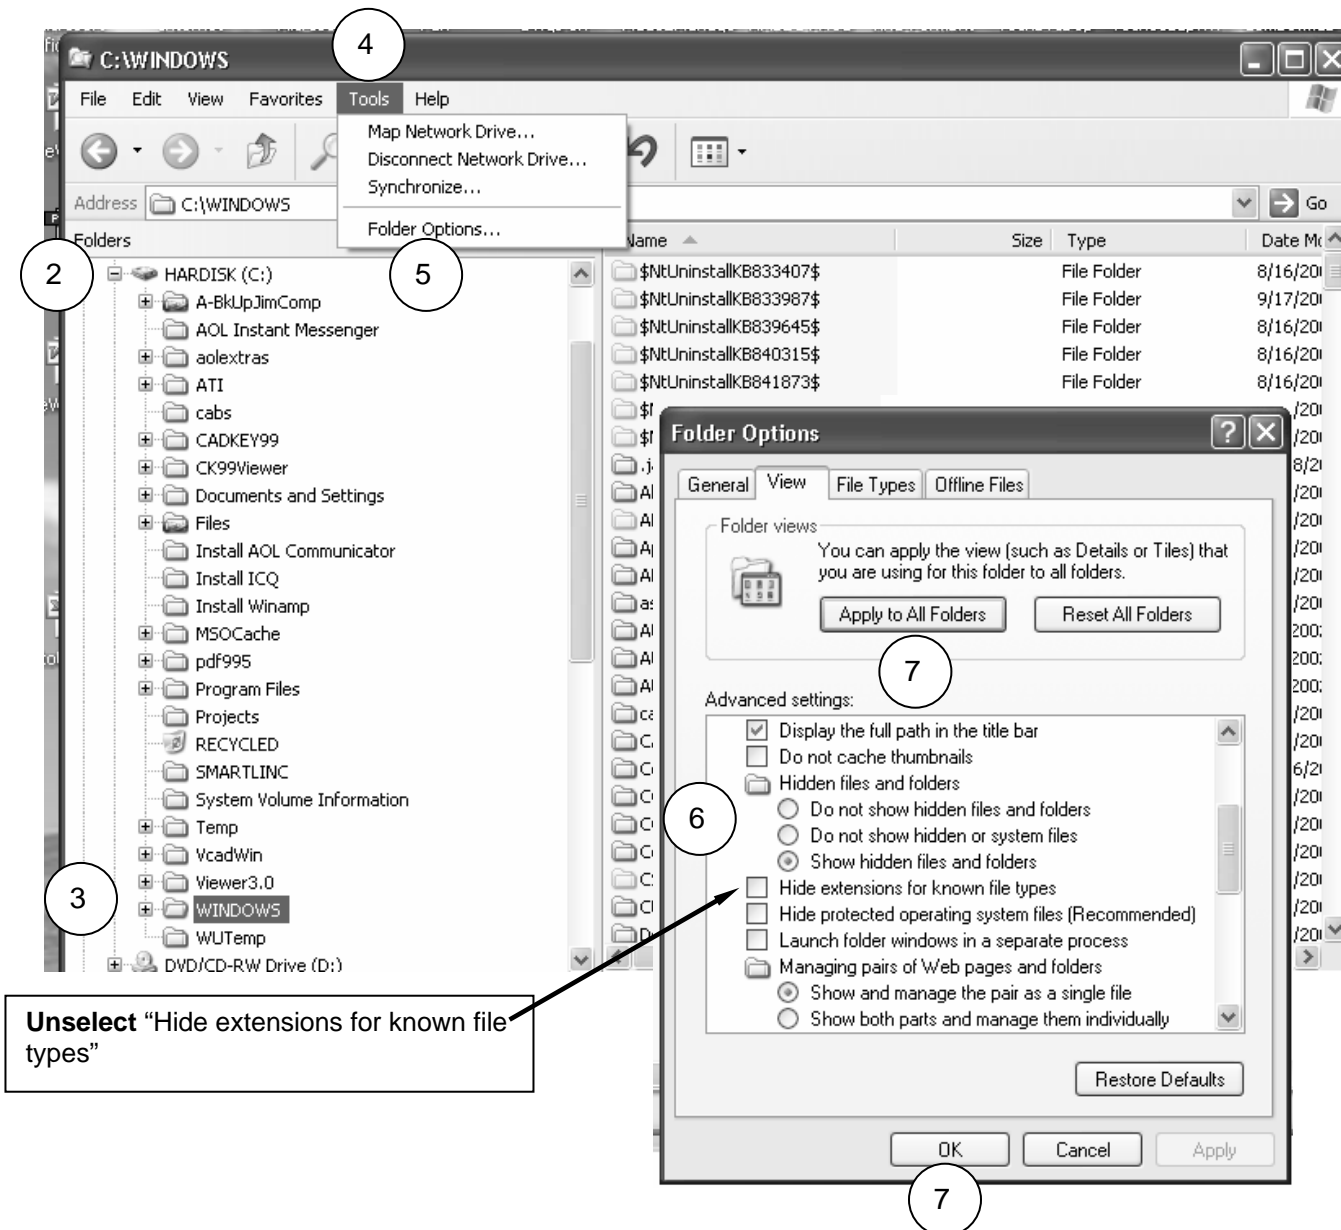 4
C:\WINDOWS
File Edit View Favorites Tools Help
Map Network Drive...
Disconnect Network Drive...
Synchronize...
Folder Options...
Address C:\WINDOWS
Go
Folders
2
5
HARDISK (C:)
A-BkUpJimComp
AOL Instant Messenger
aolextras
ATI
cabs
CADKEY99
CK99Viewer
Documents and Settings
Files
Install AOL Communicator
Install ICQ
Install Winamp
MSOCache
pdf995
Program Files
Projects
RECYCLED
SMARTLINC
System Volume Information
Temp
VcadWin
Viewer3.0
3
WINDOWS
WUTemp
DVD/CD-RW Drive (D:)
Name Size Type Date Mo
$NtUninstallKB833407$ File Folder 8/16/20
$NtUninstallKB833987$ File Folder 9/17/20
$NtUninstallKB839645$ File Folder 8/16/20
$NtUninstallKB840315$ File Folder 8/16/20
$NtUninstallKB841873$ File Folder 8/16/20
Folder Options
General View File Types Offline Files
Folder views
You can apply the view (such as Details or Tiles) that
you are using for this folder to all folders.
Apply to All Folders Reset All Folders
7
Advanced settings:
Display the full path in the title bar
Do not cache thumbnails
Hidden files and folders
6
Do not show hidden files and folders
Do not show hidden or system files
Show hidden files and folders
Hide extensions for known file types
Hide protected operating system files (Recommended)
Launch folder windows in a separate process
Managing pairs of Web pages and folders
Show and manage the pair as a single file
Show both parts and manage them individually
Restore Defaults
OK Cancel Apply
7
Unselect “Hide extensions for known file
types”